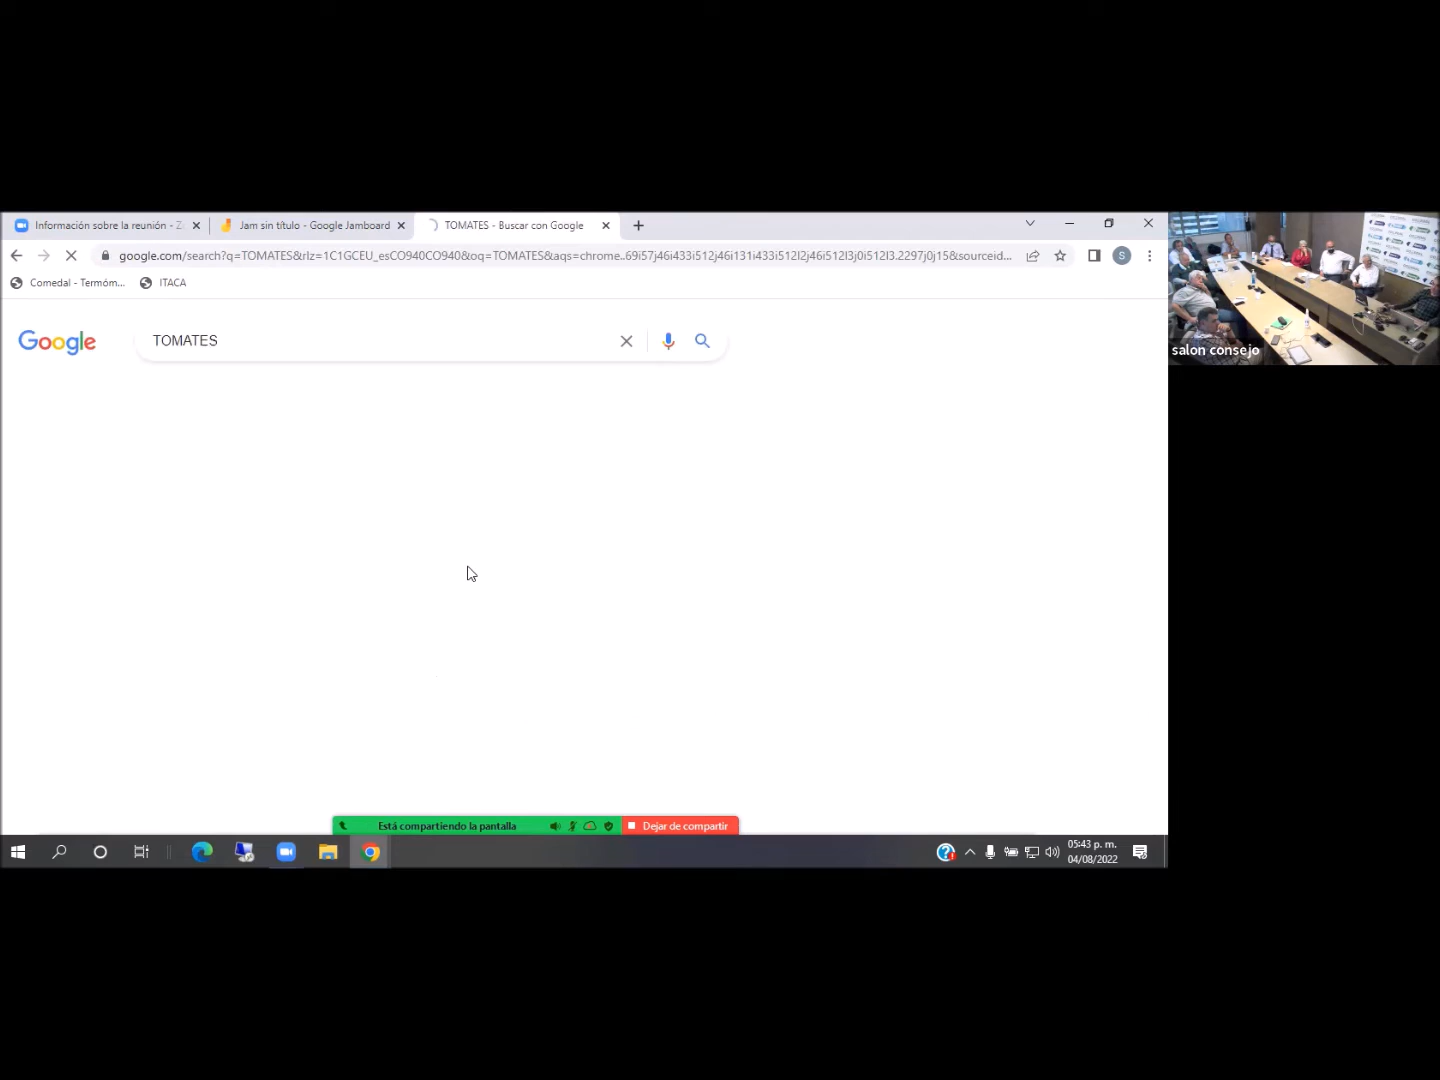 Información sobre la reunión - Z
Jam sin título - Google Jamboard
TOMATES - Buscar con Google
google.com/search?q=TOMATES&rlz=1C1GCEU_esCO940CO940&oq=TOMATES&aqs=chrome..69i57j46i433i512j46i131i433i512l2j46i512l3j0i512l3.2297j0j15&sourceid...
Comedal - Termóm...
ITACA
S
Google
TOMATES
salon consejo
Está compartiendo la pantalla
Dejar de compartir
05:43 p. m.
04/08/2022